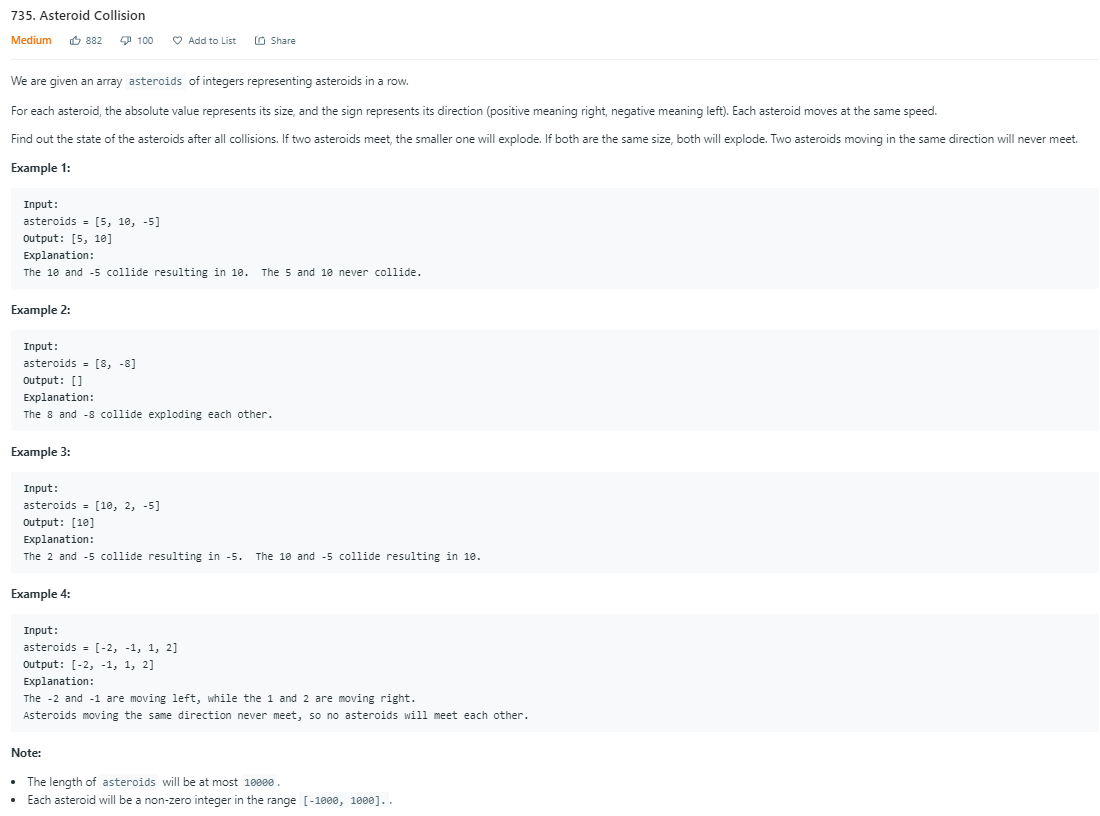 735. Asteroid Collision
Medium 882 100 Add to List Share
We are given an array asteroids of integers representing asteroids in a row.
For each asteroid, the absolute value represents its size, and the sign represents its direction (positive meaning right, negative meaning left). Each asteroid moves at the same speed.
Find out the state of the asteroids after all collisions. If two asteroids meet, the smaller one will explode. If both are the same size, both will explode. Two asteroids moving in the same direction will never meet.
Example 1:
Input:
asteroids = [5, 10, -5]
Output: [5, 10]
Explanation:
The 10 and -5 collide resulting in 10.  The 5 and 10 never collide.
Example 2:
Input:
asteroids = [8, -8]
Output: []
Explanation:
The 8 and -8 collide exploding each other.
Example 3:
Input:
asteroids = [10, 2, -5]
Output: [10]
Explanation:
The 2 and -5 collide resulting in -5.  The 10 and -5 collide resulting in 10.
Example 4:
Input:
asteroids = [-2, -1, 1, 2]
Output: [-2, -1, 1, 2]
Explanation:
The -2 and -1 are moving left, while the 1 and 2 are moving right.
Asteroids moving the same direction never meet, so no asteroids will meet each other.
Note:
• The length of asteroids will be at most 10000.
• Each asteroid will be a non-zero integer in the range [-1000, 1000]..